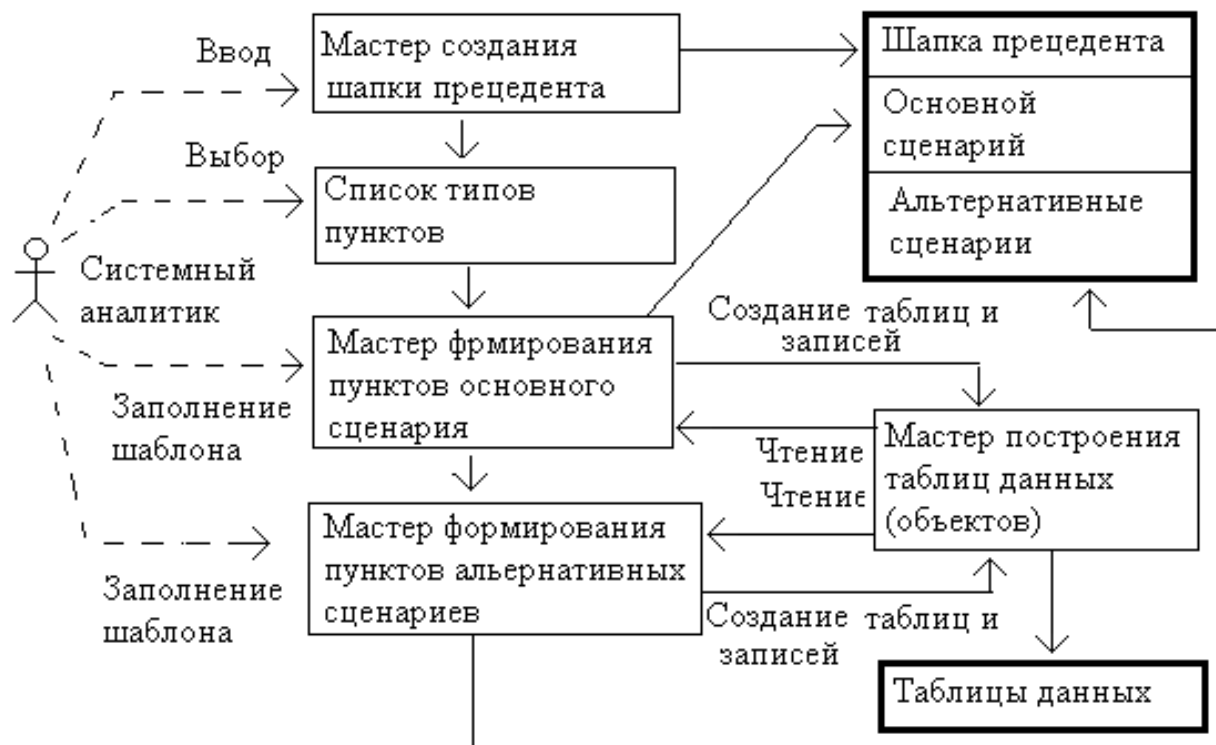 Ввод
Мастер создания
шапки прецедента
Шапка прецедента
Основной
сценарий
Альтернативные
сценарии
Выбор
Список типов
пунктов
Системный
аналитик
Мастер фрмирования
пунктов основного
сценария
Создание таблиц и
записей
Заполнение
шаблона
Чтение
Чтение
Мастер построения
таблиц данных
(объектов)
Мастер формирования
пунктов альернативных
сценариев
Заполнение
шаблона
Создание таблиц и
записей
Таблицы данных